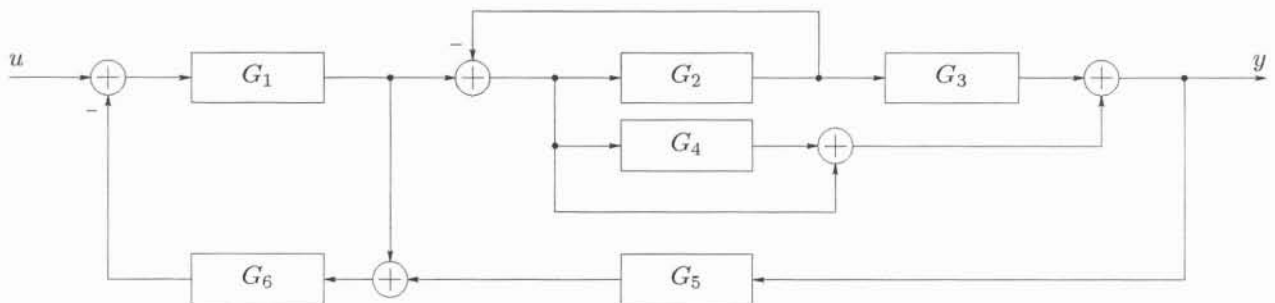 u
G₁
–
G₂
G₃
y
–
G₄
G₆
G₅